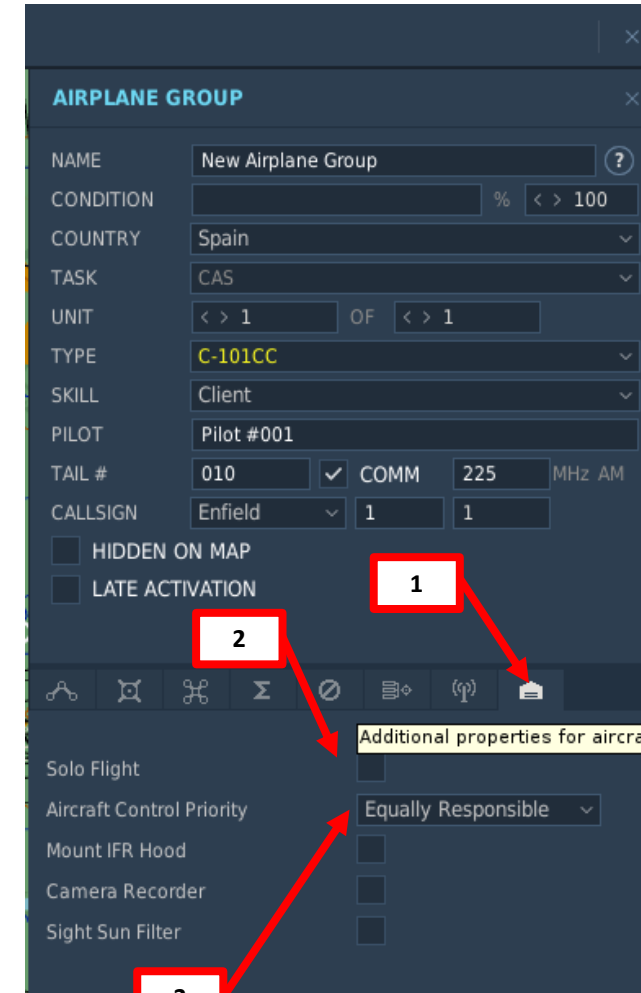 AIRPLANE GROUP
NAME New Airplane Group ?
CONDITION % < > 100
COUNTRY Spain
TASK CAS
UNIT < > 1 OF < > 1
TYPE C-101CC
SKILL Client
PILOT Pilot #001
TAIL # 010 COMM 225 MHz AM
CALLSIGN Enfield 1 1
HIDDEN ON MAP
LATE ACTIVATION
1
2
Additional properties for aircra
Solo Flight
Aircraft Control Priority Equally Responsible
Mount IFR Hood
Camera Recorder
Sight Sun Filter